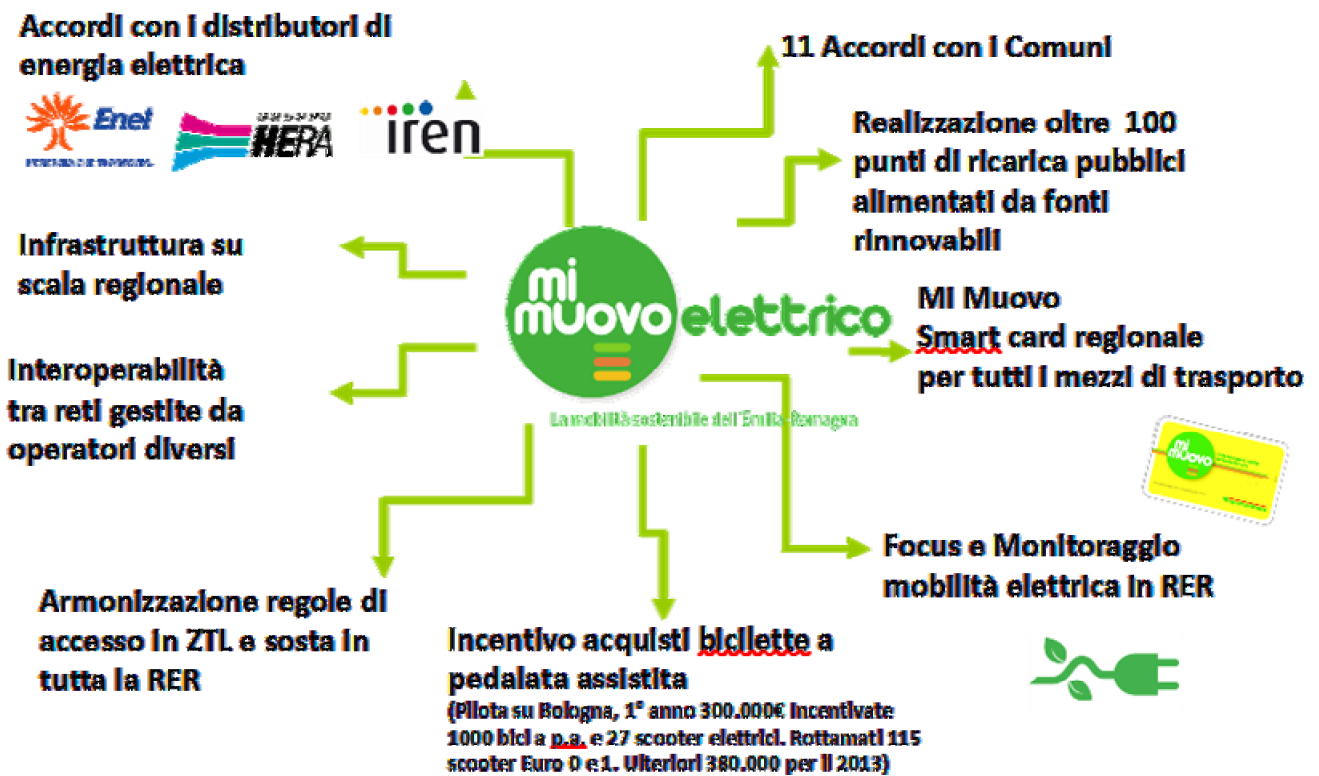 Accordi con i distributori di
energia elettrica
Enel
GRUPPO
HERA
iren
11 Accordi con i Comuni
Realizzazione oltre 100
punti di ricarica pubblici
alimentati da fonti
rinnovabili
Infrastruttura su
scala regionale
mi
muovo elettrico
La mobilità sostenibile dell'Emilia-Romagna
Mi Muovo
Smart card regionale
per tutti i mezzi di trasporto
mi
muovo
Interoperabilità
tra reti gestite da
operatori diversi
Focus e Monitoraggio
mobilità elettrica in RER
Armonizzazione regole di
accesso in ZTL e sosta in
tutta la RER
Incentivo acquisti bicilette a
pedalata assistita
(Pilota su Bologna, 1° anno 300.000€ incentivate
1000 bici a p.a. e 27 scooter elettrici. Rottamati 115
scooter Euro 0 e 1. Ulteriori 380.000 per il 2013)